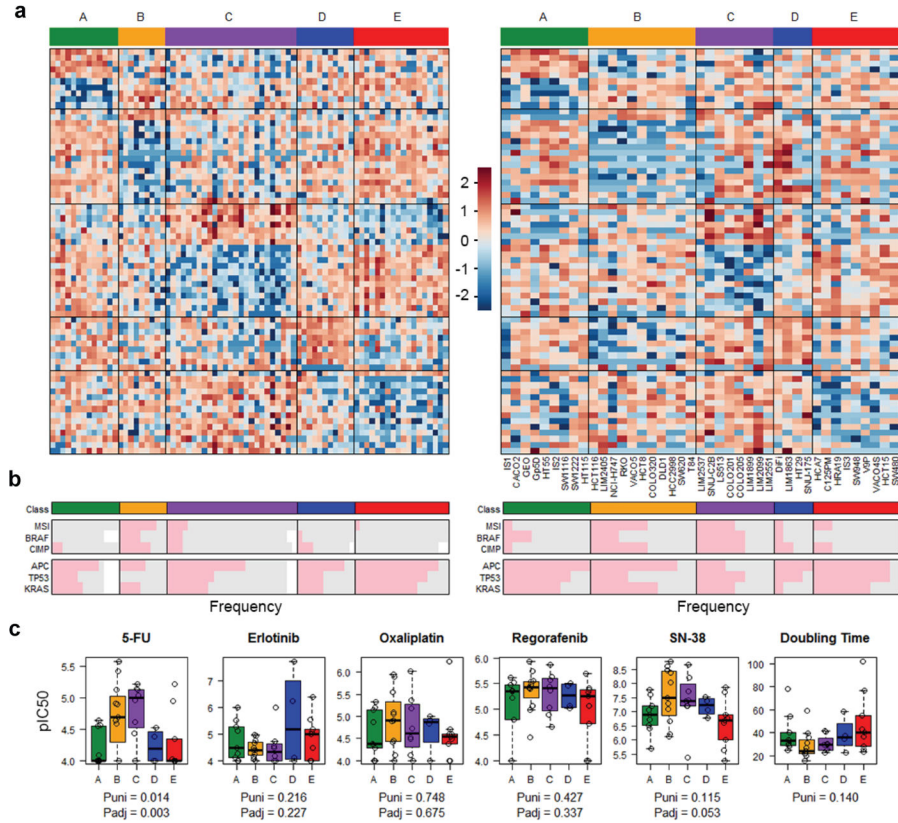 a
A B C D E
A B C D E
2
1
0
-1
-2
IS1
CACO2
GEO
Gp5D
HT55
IS2
SW1116
SW1222
HT115
HCT116
LIM2405
NCI-H747
RKO
VACO5
HCT8
COLO320
DLD1
HCC2998
SW620
T84
LIM2537
SNU-C2B
LS513
COLO201
COLO205
LIM1899
LIM2099
LIM2551
DiFi
LIM1863
HT29
SNU-175
HCA7
C125PM
HRA19
IS3
SW948
V9P
VACO4S
HCT15
SW480
b
Class
MSI
BRAF
CIMP
APC
TP53
KRAS
Frequency
Class
MSI
BRAF
CIMP
APC
TP53
KRAS
Frequency
c
5-FU Erlotinib Oxaliplatin Regorafenib SN-38 Doubling Time
pIC50
5.5
5.0
4.5
4.0
A B C D E
Puni = 0.014
Padj = 0.003
7
6
5
4
A B C D E
Puni = 0.216
Padj = 0.227
6.0
5.5
5.0
4.5
4.0
A B C D E
Puni = 0.748
Padj = 0.675
6.0
5.5
5.0
4.5
4.0
A B C D E
Puni = 0.427
Padj = 0.337
8.5
8.0
7.5
7.0
6.5
6.0
5.5
A B C D E
Puni = 0.115
Padj = 0.053
100
80
60
40
20
A B C D E
Puni = 0.140